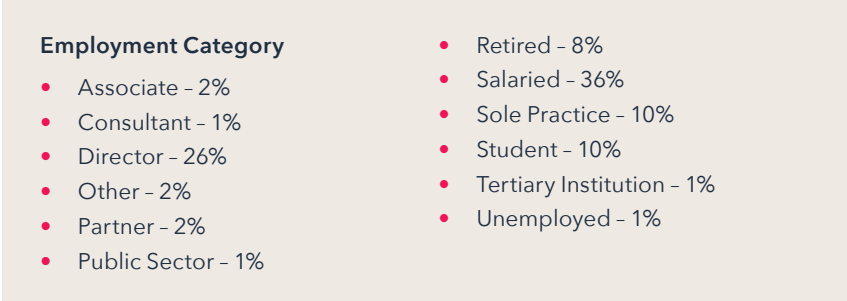 Employment Category
• Associate – 2%
• Consultant – 1%
• Director – 26%
• Other – 2%
• Partner – 2%
• Public Sector – 1%
• Retired – 8%
• Salaried – 36%
• Sole Practice – 10%
• Student – 10%
• Tertiary Institution – 1%
• Unemployed – 1%